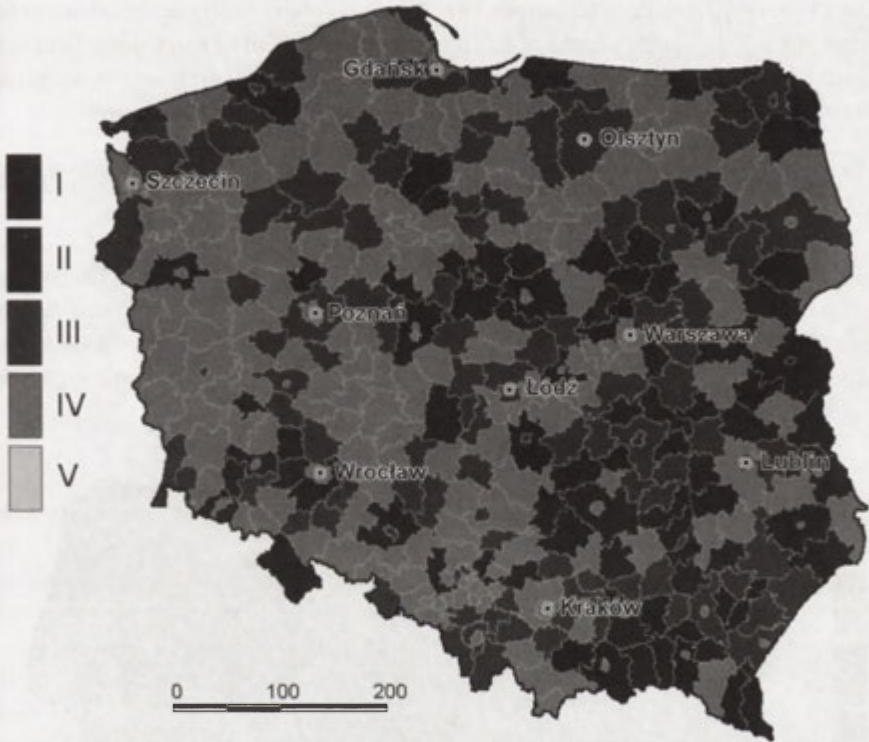 Gdańsk
Olsztyn
Szczecin
I
II
III
IV
V
Poznań
Warszawa
Łódź
Wrocław
Lublin
Kraków
0 100 200